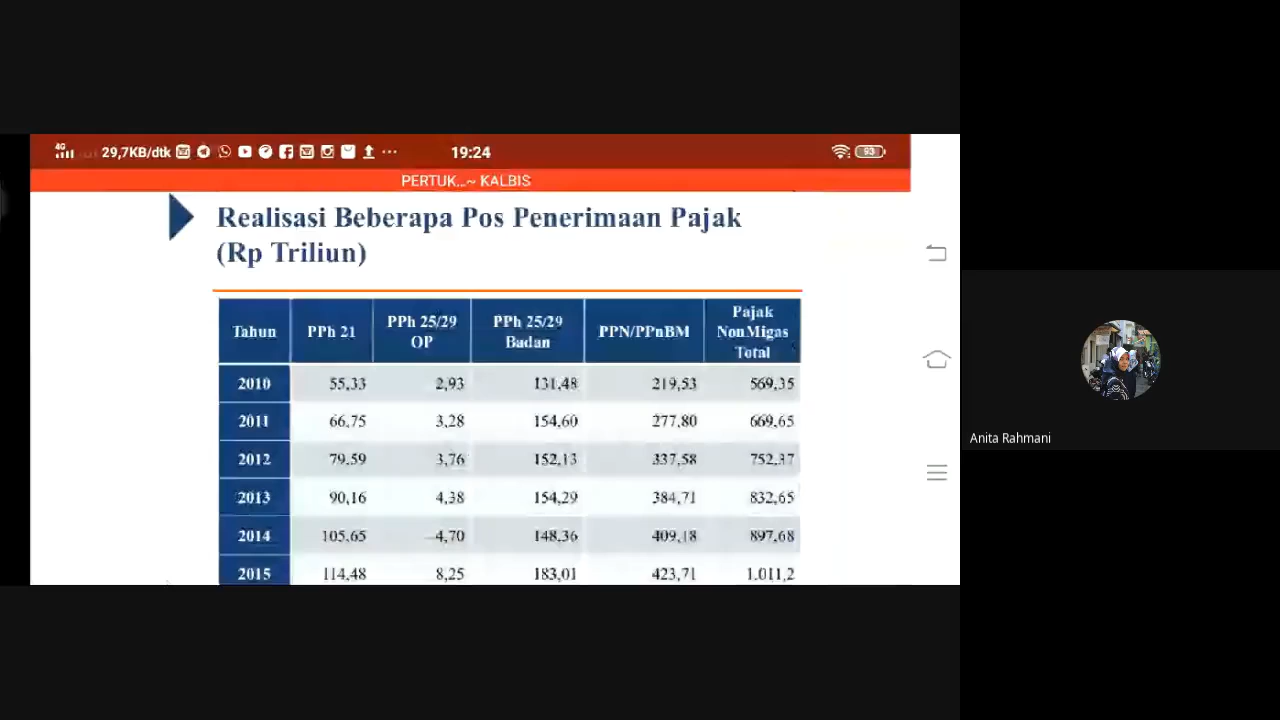 4G 29,7KB/dtk 19:24 93
PERTUK...~ KALBIS
Realisasi Beberapa Pos Penerimaan Pajak
(Rp Triliun)
Tahun PPh 21 PPh 25/29 OP PPh 25/29 Badan PPN/PPnBM Pajak NonMigas Total
2010 55,33 2,93 131,48 219,53 569,35
2011 66,75 3,28 154,60 277,80 669,65
2012 79,59 3,76 152,13 337,58 752,37
2013 90,16 4,38 154,29 384,71 832,65
2014 105,65 4,70 148,36 409,18 897,68
2015 114,48 8,25 183,01 423,71 1.011,2
Anita Rahmani